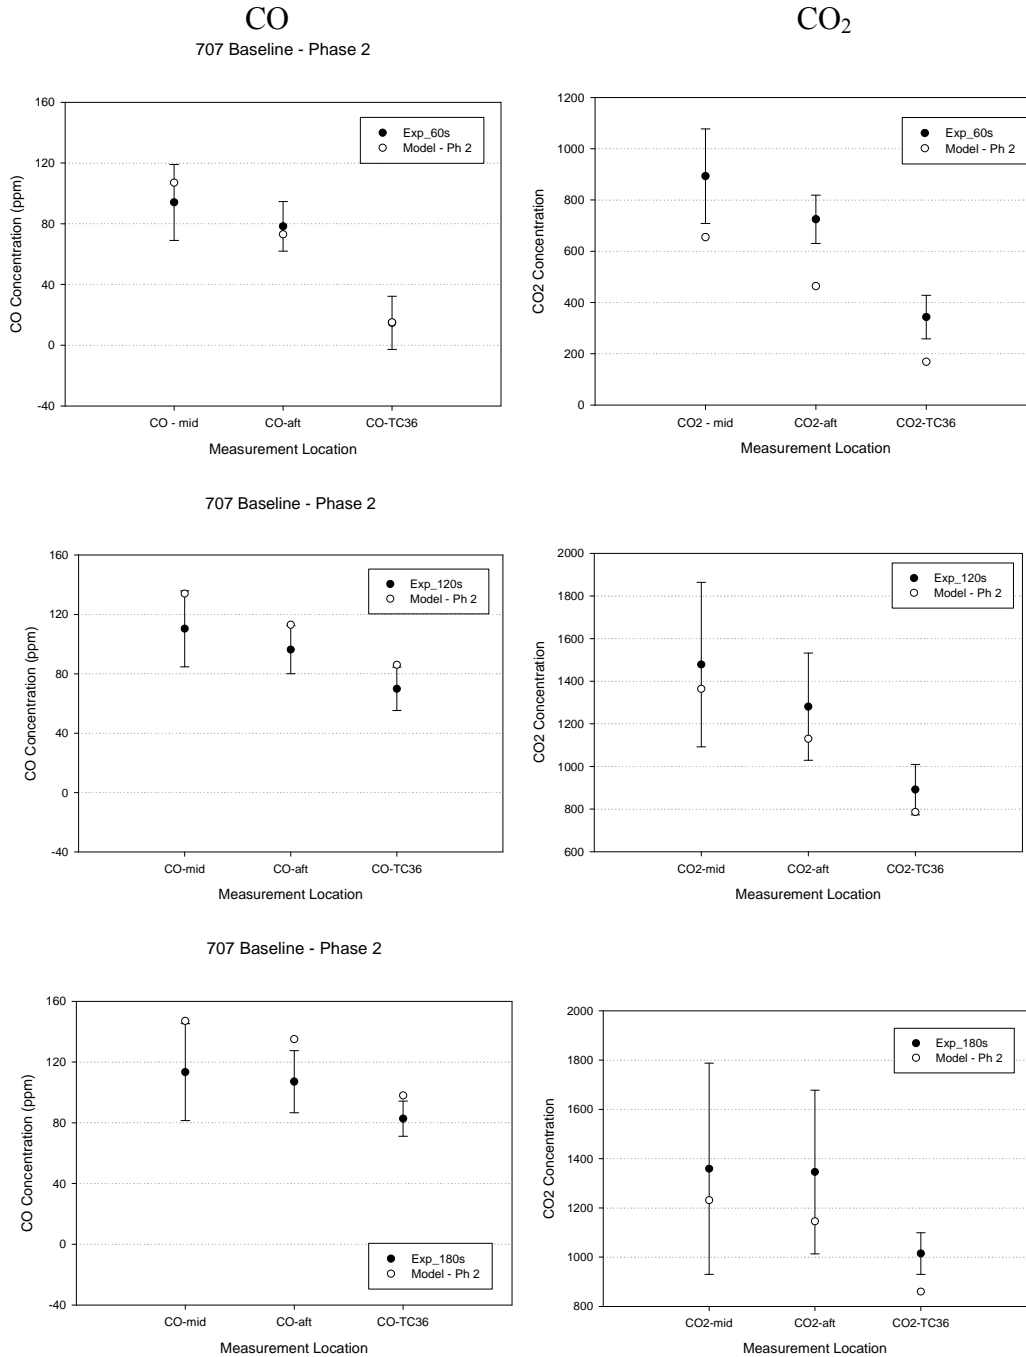 CO
CO2
707 Baseline - Phase 2
160
120
80
40
0
-40
CO Concentration (ppm)
Exp_60s
Model - Ph 2
CO - mid
CO-aft
CO-TC36
Measurement Location
1200
1000
800
600
400
200
0
CO2 Concentration
Exp_60s
Model - Ph 2
CO2 - mid
CO2-aft
CO2-TC36
Measurement Location
707 Baseline - Phase 2
160
120
80
40
0
-40
CO Concentration (ppm)
Exp_120s
Model - Ph 2
CO-mid
CO-aft
CO-TC36
Measurement Location
2000
1800
1600
1400
1200
1000
800
600
CO2 Concentration
Exp_120s
Model - Ph 2
CO2-mid
CO2-aft
CO2-TC36
Measurement Location
707 Baseline - Phase 2
160
120
80
40
0
-40
CO Concentration (ppm)
Exp_180s
Model - Ph 2
CO-mid
CO-aft
CO-TC36
Measurement Location
2000
1800
1600
1400
1200
1000
800
CO2 Concentration
Exp_180s
Model - Ph 2
CO2-mid
CO2-aft
CO2-TC36
Measurement Location